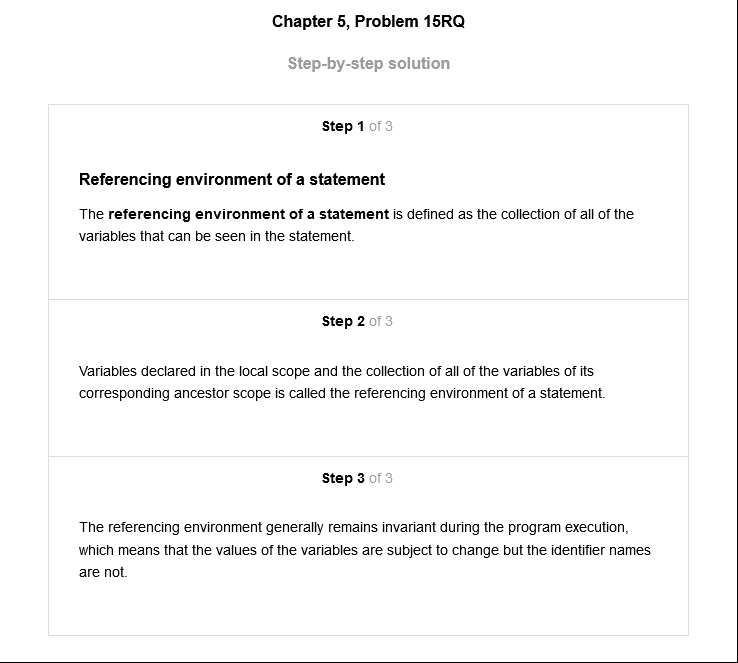 Chapter 5, Problem 15RQ
Step-by-step solution
Step 1 of 3
Referencing environment of a statement
The referencing environment of a statement is defined as the collection of all of the
variables that can be seen in the statement.
Step 2 of 3
Variables declared in the local scope and the collection of all of the variables of its
corresponding ancestor scope is called the referencing environment of a statement.
Step 3 of 3
The referencing environment generally remains invariant during the program execution,
which means that the values of the variables are subject to change but the identifier names
are not.